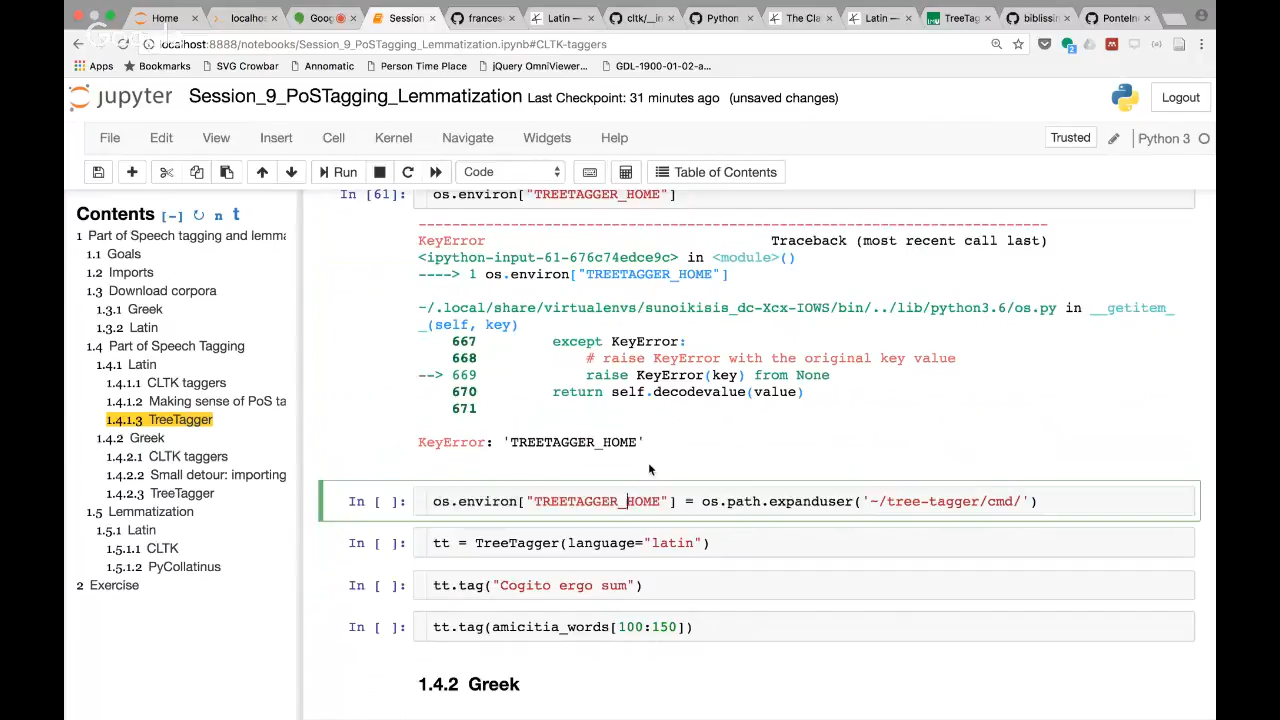 Home
localhos
Goog
Session
frances
Latin –
cltk/__in
Python
The Cla
Latin –
TreeTag
biblissin
PonteIne
localhost:8888/notebooks/Session_9_PoSTagging_Lemmatization.ipynb#CLTK-taggers
Apps
Bookmarks
SVG Crowbar
Annomatic
Person Time Place
jQuery OmniViewer...
GDL-1900-01-02-a...
jupyter
Session_9_PoSTagging_Lemmatization Last Checkpoint: 31 minutes ago (unsaved changes)
Logout
File Edit View Insert Cell Kernel Navigate Widgets Help
Trusted
Python 3
Run
Code
Table of Contents
Contents [-] n t
1 Part of Speech tagging and lemma
1.1 Goals
1.2 Imports
1.3 Download corpora
1.3.1 Greek
1.3.2 Latin
1.4 Part of Speech Tagging
1.4.1 Latin
1.4.1.1 CLTK taggers
1.4.1.2 Making sense of PoS ta
1.4.1.3 TreeTagger
1.4.2 Greek
1.4.2.1 CLTK taggers
1.4.2.2 Small detour: importing
1.4.2.3 TreeTagger
1.5 Lemmatization
1.5.1 Latin
1.5.1.1 CLTK
1.5.1.2 PyCollatinus
2 Exercise
In [61]: os.environ["TREETAGGER_HOME"]
---------------------------------------------------------------------------
KeyError Traceback (most recent call last)
<ipython-input-61-676c74edce9c> in <module>()
----> 1 os.environ["TREETAGGER_HOME"]
~/.local/share/virtualenvs/sunoikisis_dc-Xcx-IOWS/bin/../lib/python3.6/os.py in __getitem_
_(self, key)
667 except KeyError:
668 # raise KeyError with the original key value
--> 669 raise KeyError(key) from None
670 return self.decodevalue(value)
671
KeyError: 'TREETAGGER_HOME'
In [ ]: os.environ["TREETAGGER_HOME"] = os.path.expanduser('~/tree-tagger/cmd/')
In [ ]: tt = TreeTagger(language="latin")
In [ ]: tt.tag("Cogito ergo sum")
In [ ]: tt.tag(amicitia_words[100:150])
1.4.2 Greek